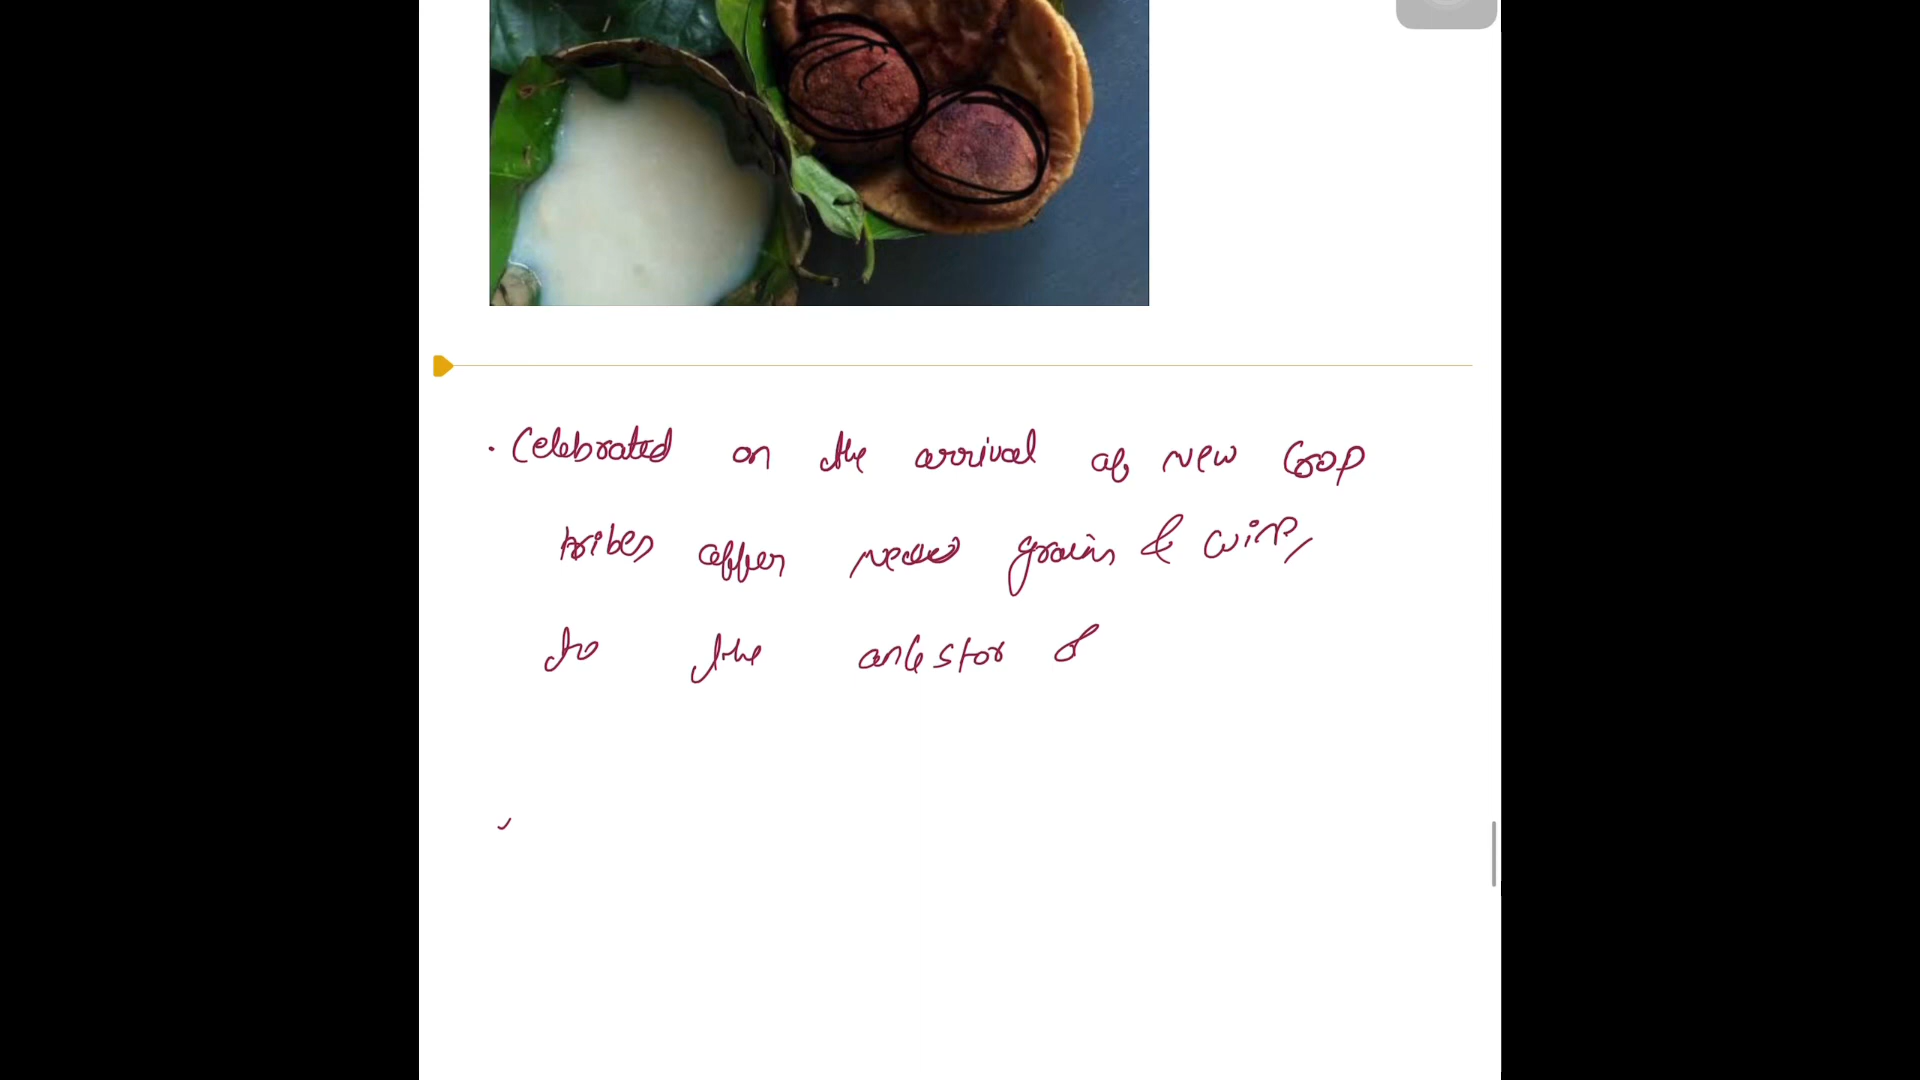 . Celebrated on the arrival of new crop
tribes offer new grains & wine
to the ancestor &